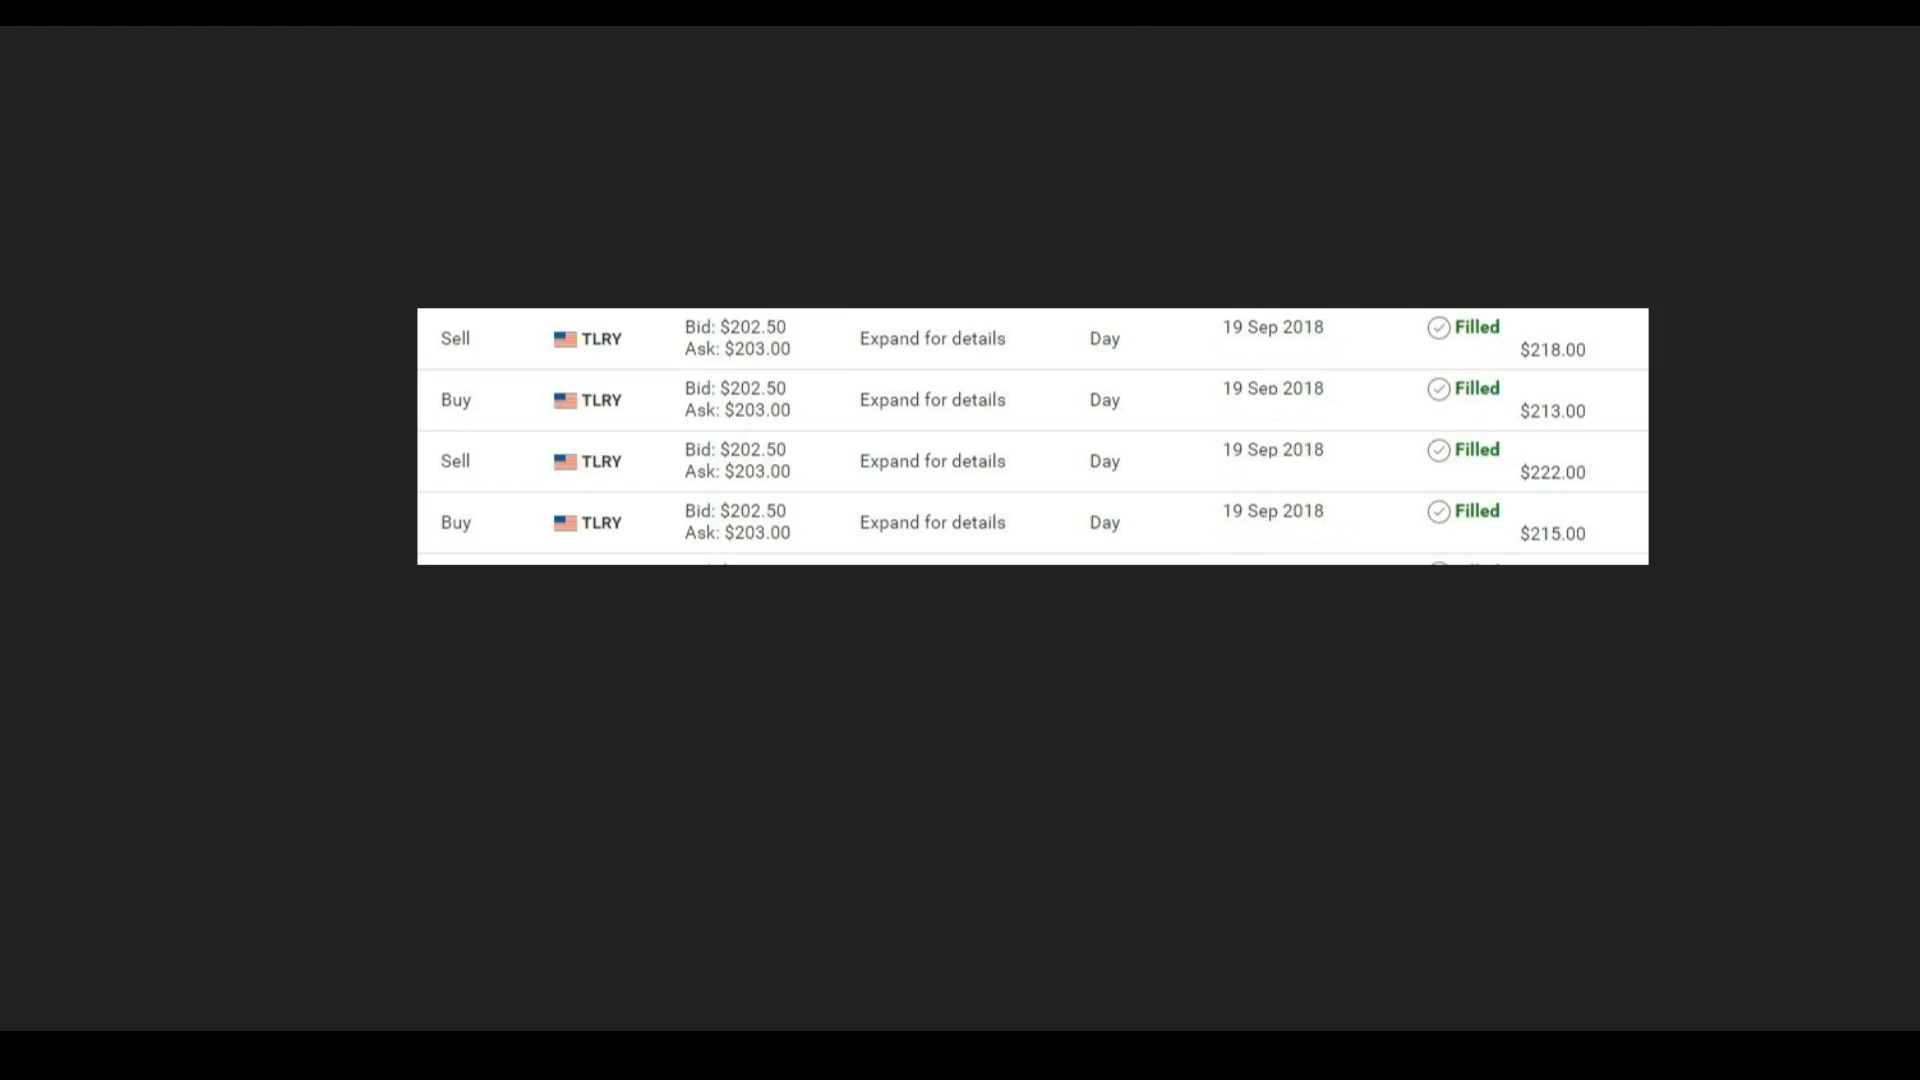 Sell TLRY Bid: $202.50 Expand for details Day 19 Sep 2018 Filled
Ask: $203.00 $218.00
Buy TLRY Bid: $202.50 Expand for details Day 19 Sep 2018 Filled
Ask: $203.00 $213.00
Sell TLRY Bid: $202.50 Expand for details Day 19 Sep 2018 Filled
Ask: $203.00 $222.00
Buy TLRY Bid: $202.50 Expand for details Day 19 Sep 2018 Filled
Ask: $203.00 $215.00